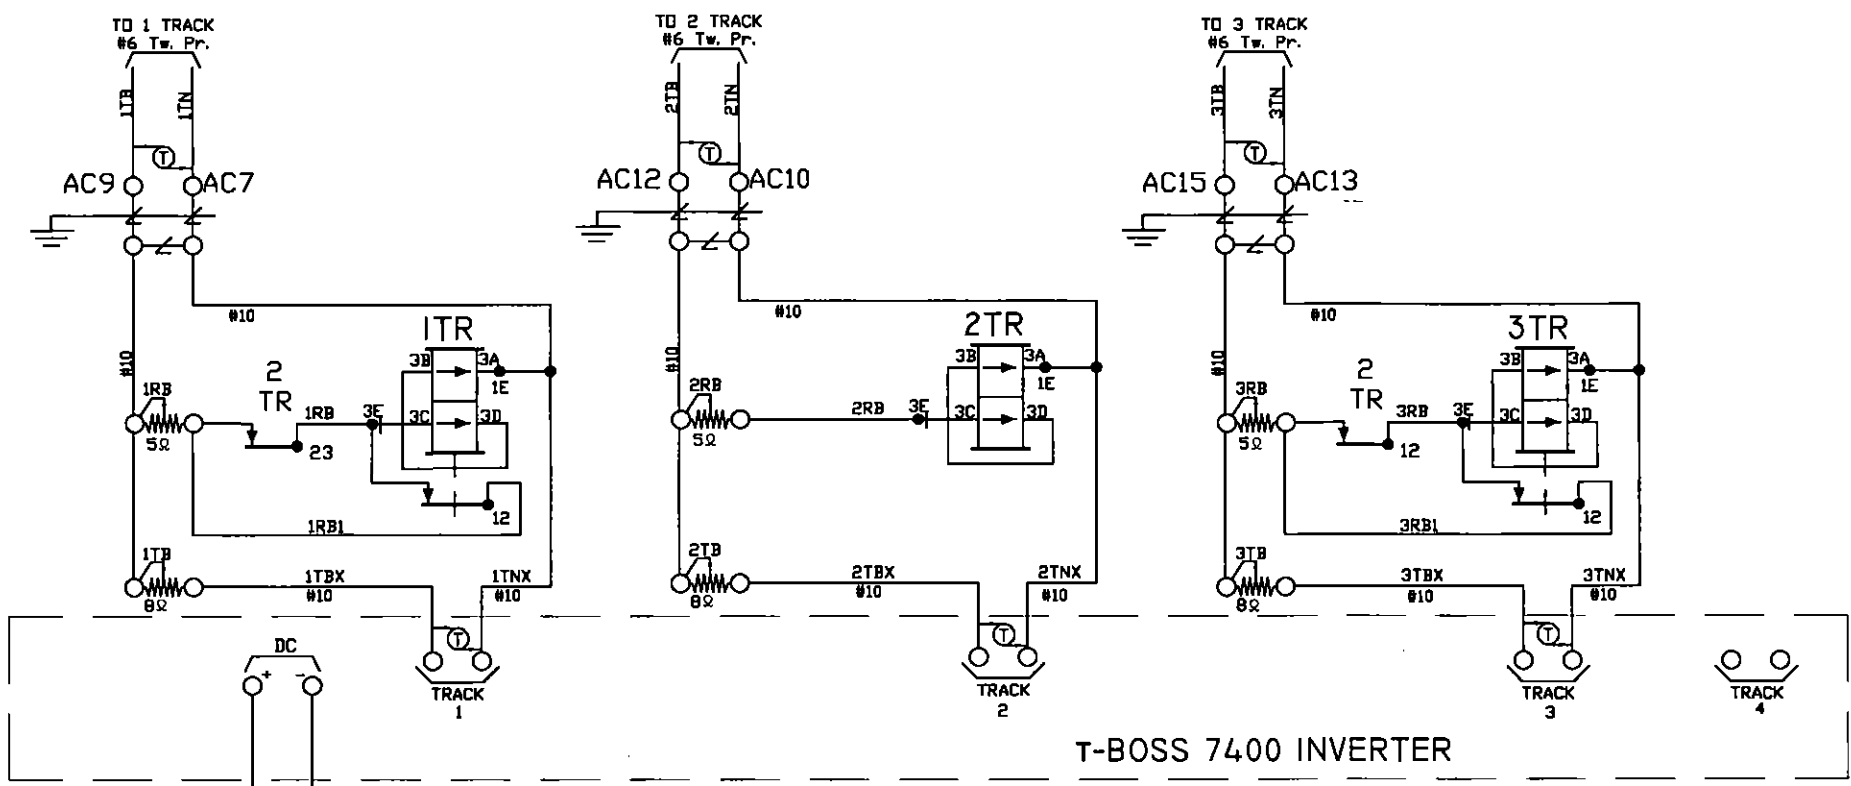 TO 1 TRACK
#6 Tw. Pr.
1TB
1TN
T
AC9
AC7
#10
#10
1TR
3B
3A
1E
2
TR
1RB
1RB
3E
3C
3D
5Ω
23
12
1RB1
1TB
8Ω
1TBX
#10
1TNX
#10
TO 2 TRACK
#6 Tw. Pr.
2TB
2TN
T
AC12
AC10
#10
#10
2TR
3B
3A
1E
2RB
2RB
3E
3C
3D
5Ω
2TB
8Ω
2TBX
#10
2TNX
#10
TO 3 TRACK
#6 Tw. Pr.
3TB
3TN
T
AC15
AC13
#10
#10
3TR
3B
3A
1E
2
TR
3RB
3RB
3E
3C
3D
5Ω
12
12
3RB1
3TB
8Ω
3TBX
#10
3TNX
#10
DC
+
-
T
TRACK
1
T
TRACK
2
T
TRACK
3
TRACK
4
T-BOSS 7400 INVERTER